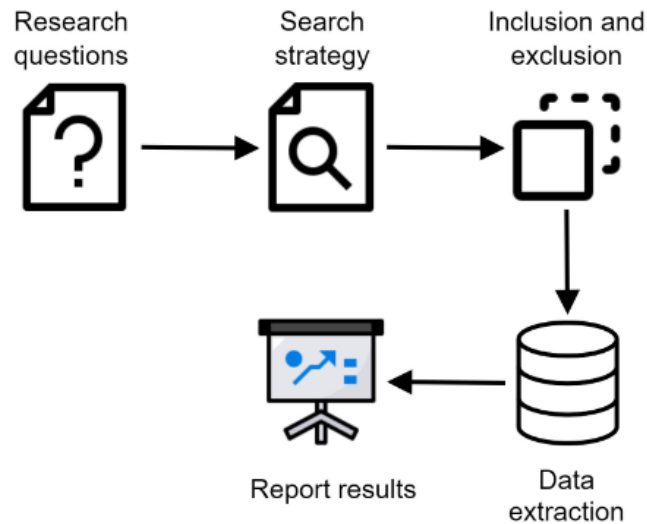 Research
questions
Search
strategy
Inclusion and
exclusion
Report results
Data
extraction